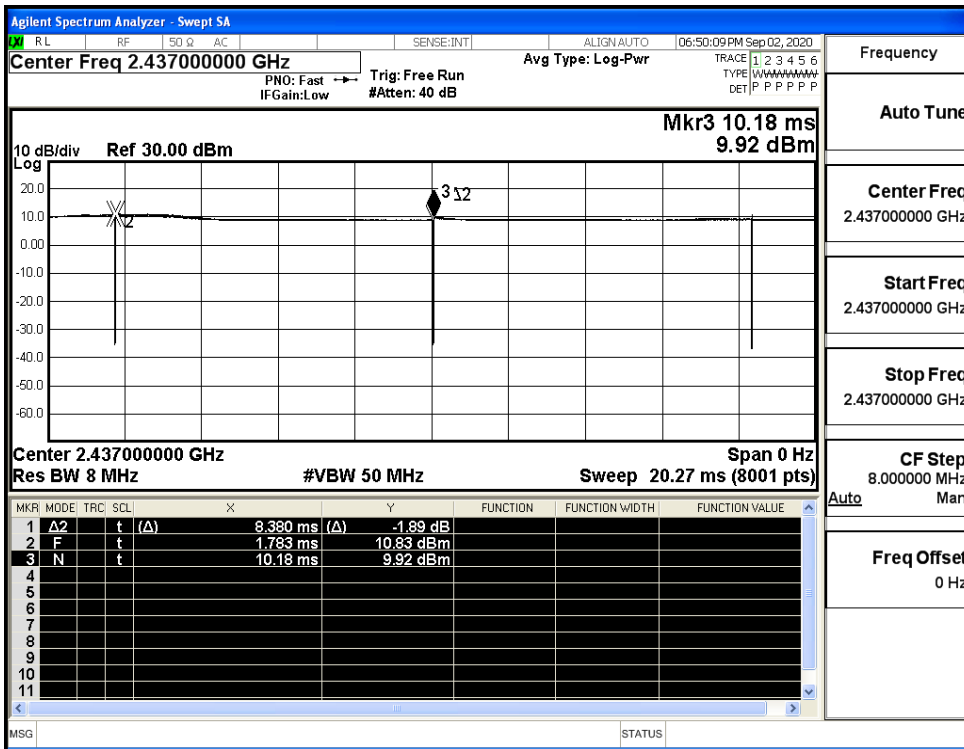 Agilent Spectrum Analyzer - Swept SA
LXI RL RF 50 Ω AC SENSE:INT ALIGN AUTO 06:50:09 PM Sep 02, 2020
Center Freq 2.437000000 GHz
PNO: Fast
IFGain:Low
Trig: Free Run
#Atten: 40 dB
Avg Type: Log-Pwr
TRACE 1 2 3 4 5 6
TYPE WWWWWW
DET P P P P P P
Mkr3 10.18 ms
9.92 dBm
10 dB/div Ref 30.00 dBm
Log
20.0
10.0
0.00
-10.0
-20.0
-30.0
-40.0
-50.0
-60.0
2
3 Δ2
Center 2.437000000 GHz Span 0 Hz
Res BW 8 MHz #VBW 50 MHz Sweep 20.27 ms (8001 pts)
MKR MODE TRC SCL X Y FUNCTION FUNCTION WIDTH FUNCTION VALUE
1 Δ2 t (Δ) 8.380 ms (Δ) -1.89 dB
2 F t 1.783 ms 10.83 dBm
3 N t 10.18 ms 9.92 dBm
4
5
6
7
8
9
10
11
MSG STATUS
Frequency
Auto Tune
Center Freq
2.437000000 GHz
Start Freq
2.437000000 GHz
Stop Freq
2.437000000 GHz
CF Step
8.000000 MHz
Auto Man
Freq Offset
0 Hz